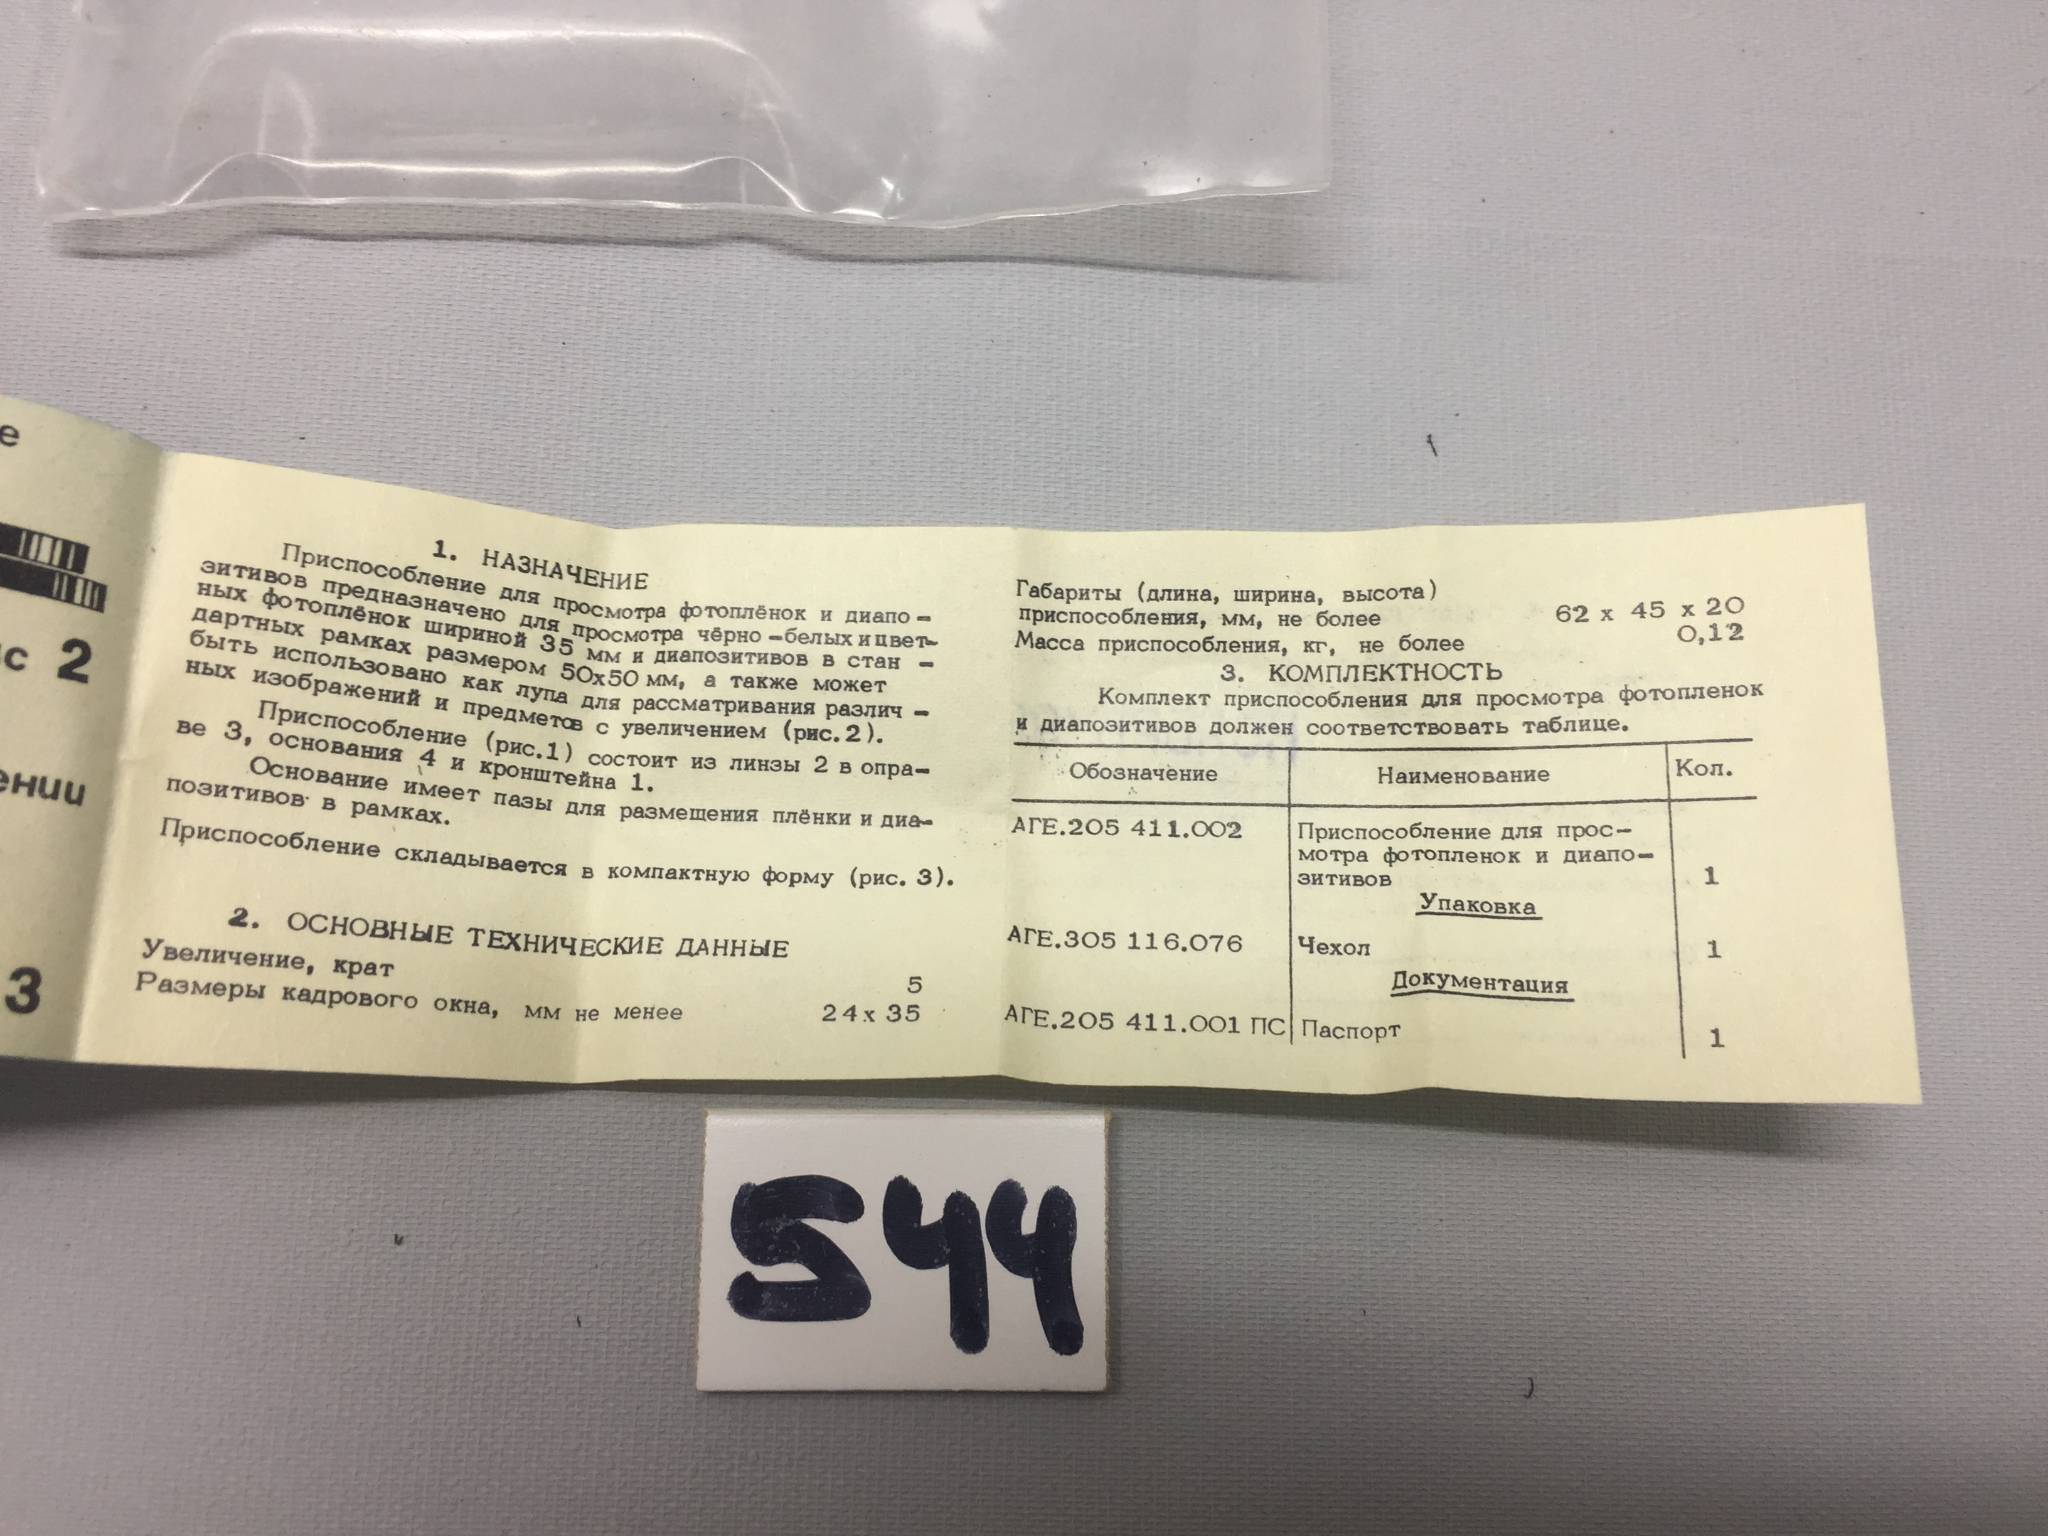 е
ис 2
ении
3
1. НАЗНАЧЕНИЕ
Приспособление для просмотра фотоплёнок и диапо-
зитивов предназначено для просмотра чёрно-белых и цвет-
ных фотоплёнок шириной 35 мм и диапозитивов в стан-
дартных рамках размером 50х50 мм, а также может
быть использовано как лупа для рассматривания различ-
ных изображений и предметов с увеличением (рис.2).
Приспособление (рис.1) состоит из линзы 2 в опра-
ве 3, основания 4 и кронштейна 1.
Основание имеет пазы для размещения плёнки и диа-
позитивов в рамках.
Приспособление складывается в компактную форму (рис. 3).
2. ОСНОВНЫЕ ТЕХНИЧЕСКИЕ ДАННЫЕ
Увеличение, крат 5
Размеры кадрового окна, мм не менее 24х35
Габариты (длина, ширина, высота)
приспособления, мм, не более 62 х 45 х 20
Масса приспособления, кг, не более 0,12
3. КОМПЛЕКТНОСТЬ
Комплект приспособления для просмотра фотопленок
и диапозитивов должен соответствовать таблице.
Обозначение Наименование Кол.
АГЕ.205 411.002 Приспособление для прос-
мотра фотопленок и диапо-
зитивов 1
Упаковка
АГЕ.305 116.076 Чехол 1
Документация
АГЕ.205 411.001 ПС Паспорт 1
544